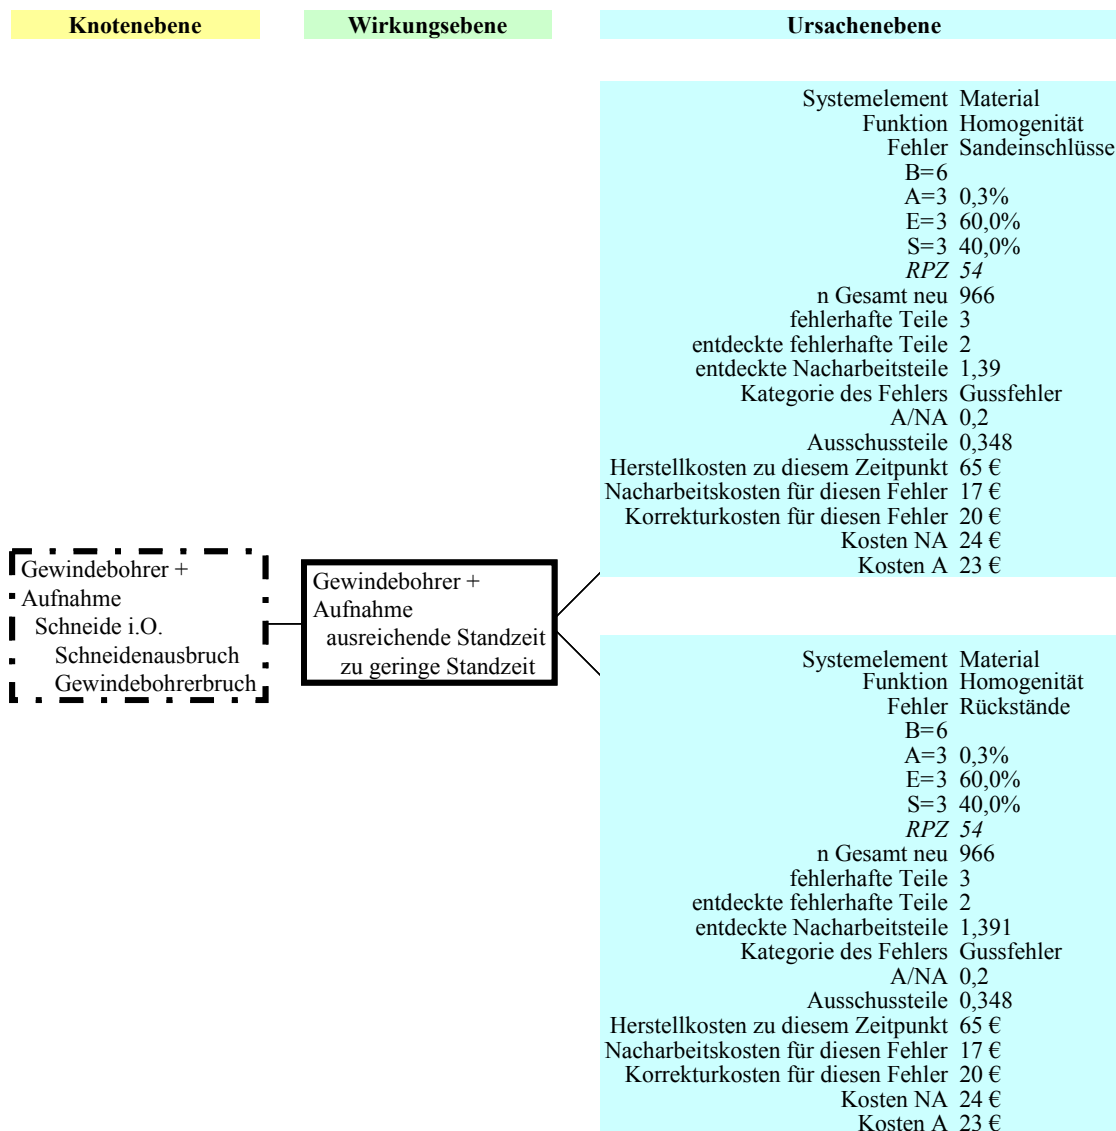 Knotenebene
Wirkungsebene
Ursachenebene
Gewindebohrer +
Aufnahme
Schneide i.O.
Schneidenausbruch
Gewindebohrerbruch
Gewindebohrer +
Aufnahme
ausreichende Standzeit
zu geringe Standzeit
Systemelement Material
Funktion Homogenität
Fehler Sandeinschlüsse
B=6
A=3 0,3%
E=3 60,0%
S=3 40,0%
RPZ 54
n Gesamt neu 966
fehlerhafte Teile 3
entdeckte fehlerhafte Teile 2
entdeckte Nacharbeitsteile 1,39
Kategorie des Fehlers Gussfehler
A/NA 0,2
Ausschussteile 0,348
Herstellkosten zu diesem Zeitpunkt 65 €
Nacharbeitskosten für diesen Fehler 17 €
Korrekturkosten für diesen Fehler 20 €
Kosten NA 24 €
Kosten A 23 €
Systemelement Material
Funktion Homogenität
Fehler Rückstände
B=6
A=3 0,3%
E=3 60,0%
S=3 40,0%
RPZ 54
n Gesamt neu 966
fehlerhafte Teile 3
entdeckte fehlerhafte Teile 2
entdeckte Nacharbeitsteile 1,391
Kategorie des Fehlers Gussfehler
A/NA 0,2
Ausschussteile 0,348
Herstellkosten zu diesem Zeitpunkt 65 €
Nacharbeitskosten für diesen Fehler 17 €
Korrekturkosten für diesen Fehler 20 €
Kosten NA 24 €
Kosten A 23 €